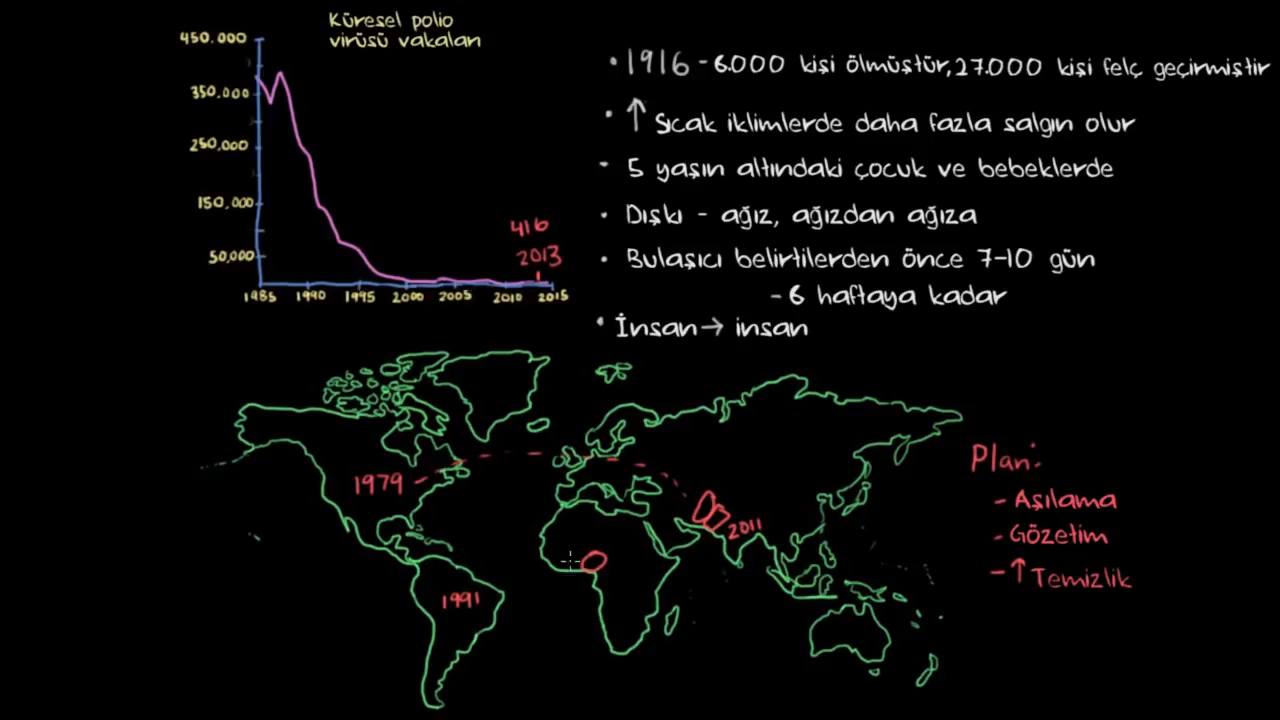 Küresel polio
virüsü vakaları
450.000
350.000
250.000
150.000
50,000
416
2013
1985 1990 1995 2000 2005 2010 2015
• 1916 - 6.000 kişi ölmüştür, 27.000 kişi felç geçirmiştir
• ↑ Sıcak iklimlerde daha fazla salgın olur
- 5 yaşın altındaki çocuk ve bebeklerde
• Dışkı - ağız, ağızdan ağıza
• Bulaşıcı belirtilerden önce 7-10 gün
- 6 haftaya kadar
• İnsan → insan
1979
2011
1991
Plan:
- Aşılama
- Gözetim
- ↑ Temizlik